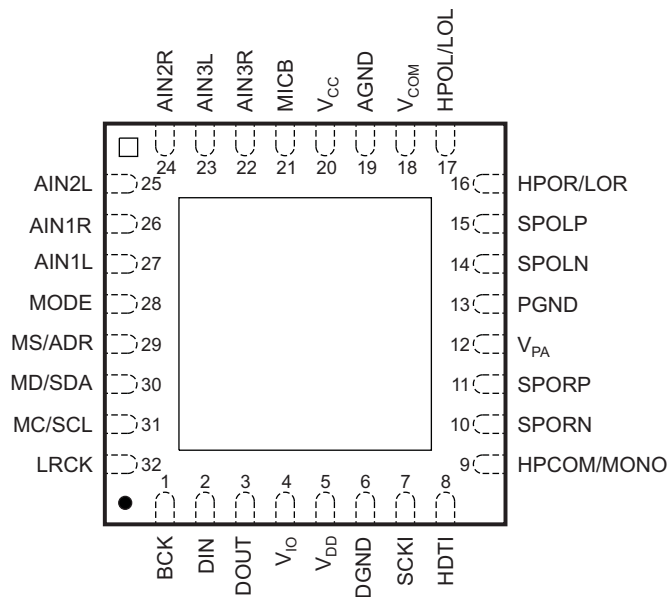 AIN2R
AIN3L
AIN3R
MICB
VCC
AGND
VCOM
HPOL/LOL
24 23 22 21 20 19 18 17
AIN2L 25 16 HPOR/LOR
AIN1R 26 15 SPOLP
AIN1L 27 14 SPOLN
MODE 28 13 PGND
MS/ADR 29 12 VPA
MD/SDA 30 11 SPORP
MC/SCL 31 10 SPORN
LRCK 32 9 HPCOM/MONO
1 2 3 4 5 6 7 8
BCK
DIN
DOUT
VIO
VDD
DGND
SCKI
HDTI